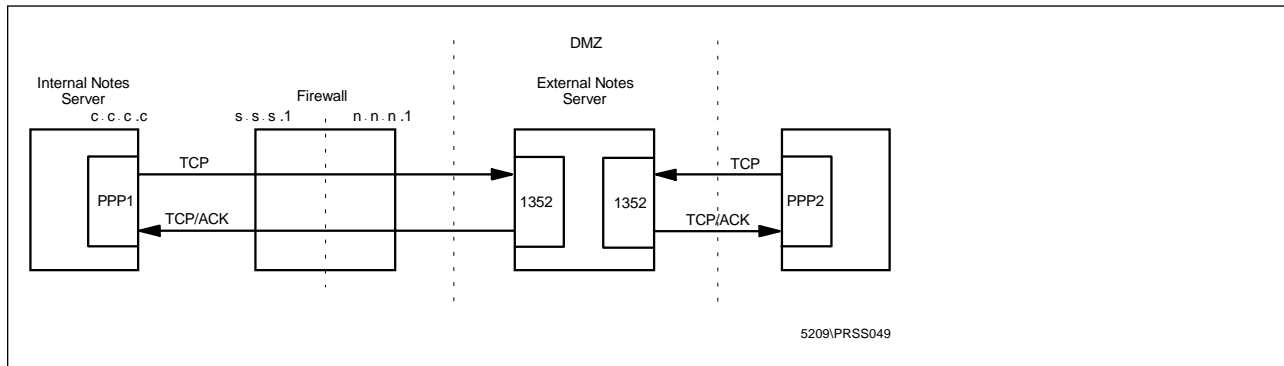 DMZ
Internal Notes
Server
c.c.c.c
Firewall
s.s.s.1
n.n.n.1
External Notes
Server
TCP
TCP
PPP1
1352
1352
PPP2
TCP/ACK
TCP/ACK
5209\PRSS049